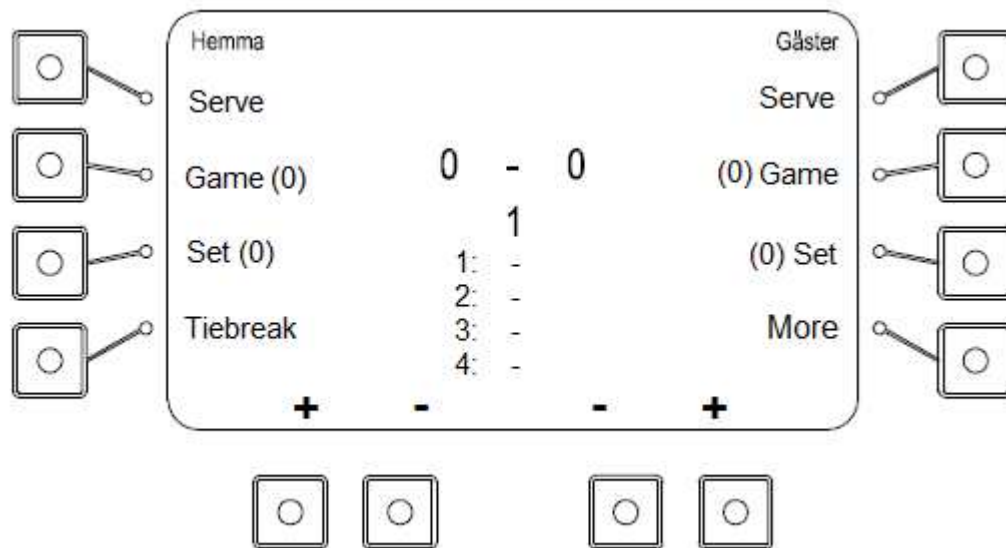 Hemma Gäster
Serve Serve
Game (0) 0 - 0 (0) Game
1
Set (0) (0) Set
1: -
2: -
Tiebreak 3: - More
4: -
+ - - +